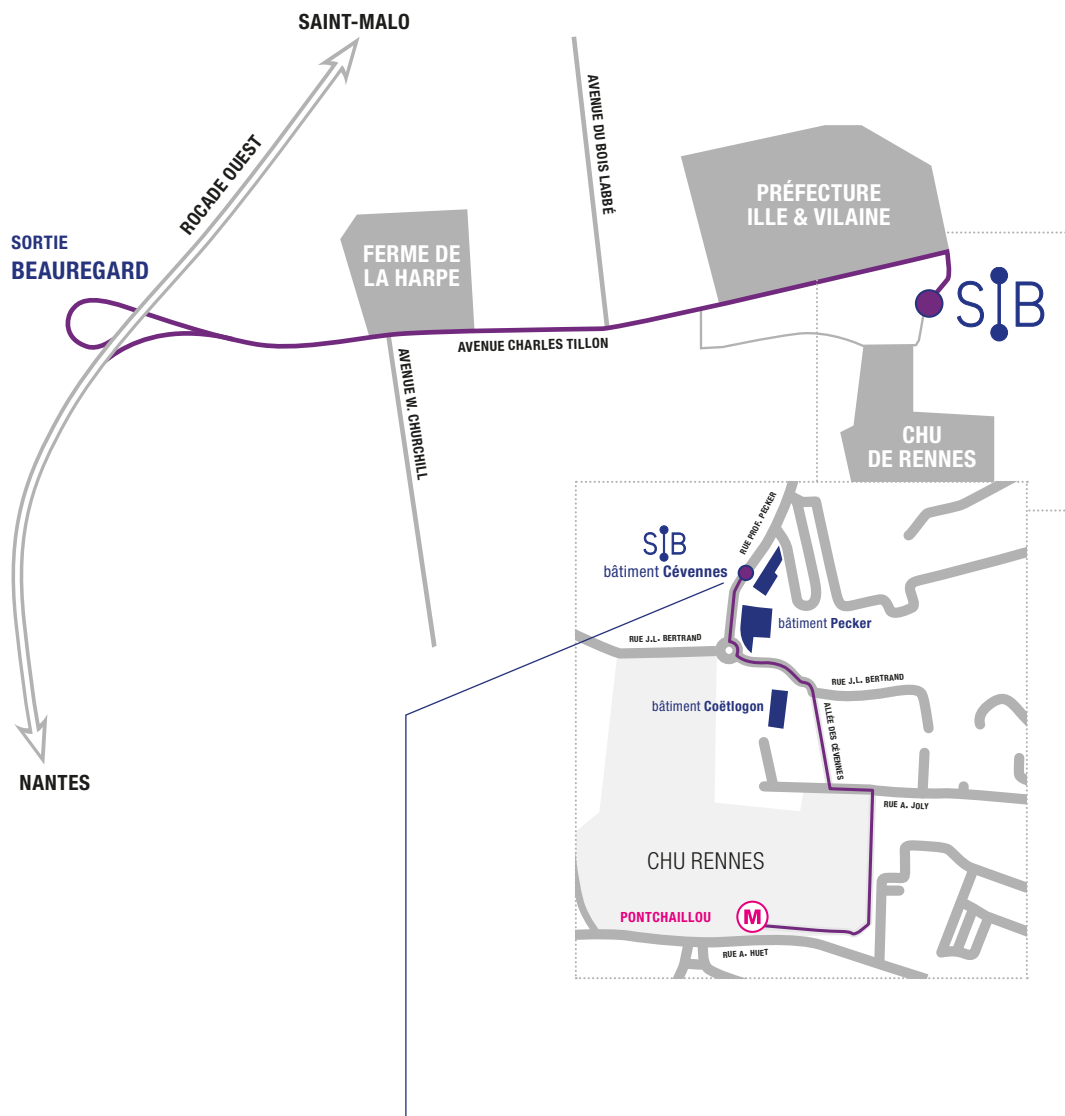 SAINT-MALO
ROCADE OUEST
AVENUE DU BOIS LABBÉ
PRÉFECTURE
ILLE & VILAINE
SORTIE
BEAUREGARD
FERME DE
LA HARPE
SIB
AVENUE CHARLES TILLON
AVENUE W. CHURCHILL
CHU
DE RENNES
NANTES
RUE PROF. PECKER
SIB
bâtiment Cévennes
bâtiment Pecker
RUE J.L. BERTRAND
RUE J.L. BERTRAND
bâtiment Coëtlogon
ALLÉE DES CÉVENNES
RUE A. JOLY
CHU RENNES
PONTCHAILLOU
M
RUE A. HUET